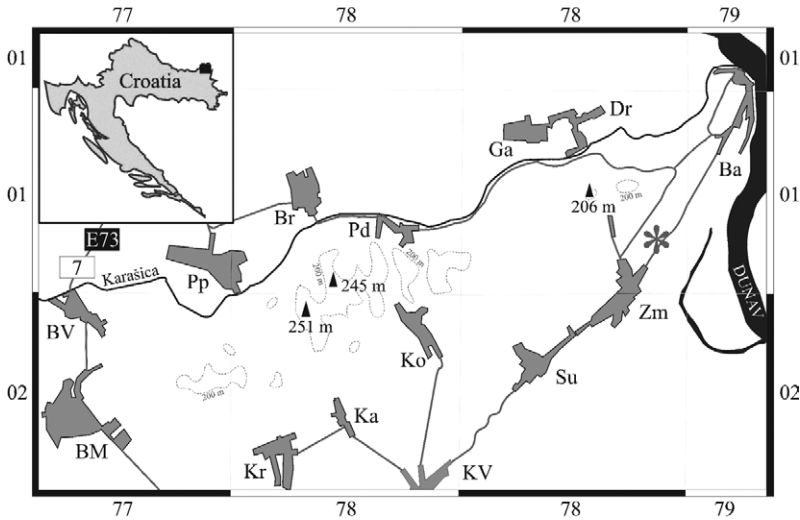 77 78 78 79
01 01
Croatia
Dr
Ga
Ba
01 01
206 m
200 m
Br
Pd
E73
7
Karašica
Pp
200 m
200 m
245 m
251 m
DUNAV
BV
Zm
Ko
Su
02 02
200 m
Ka
BM
Kr
KV
77 78 78 79